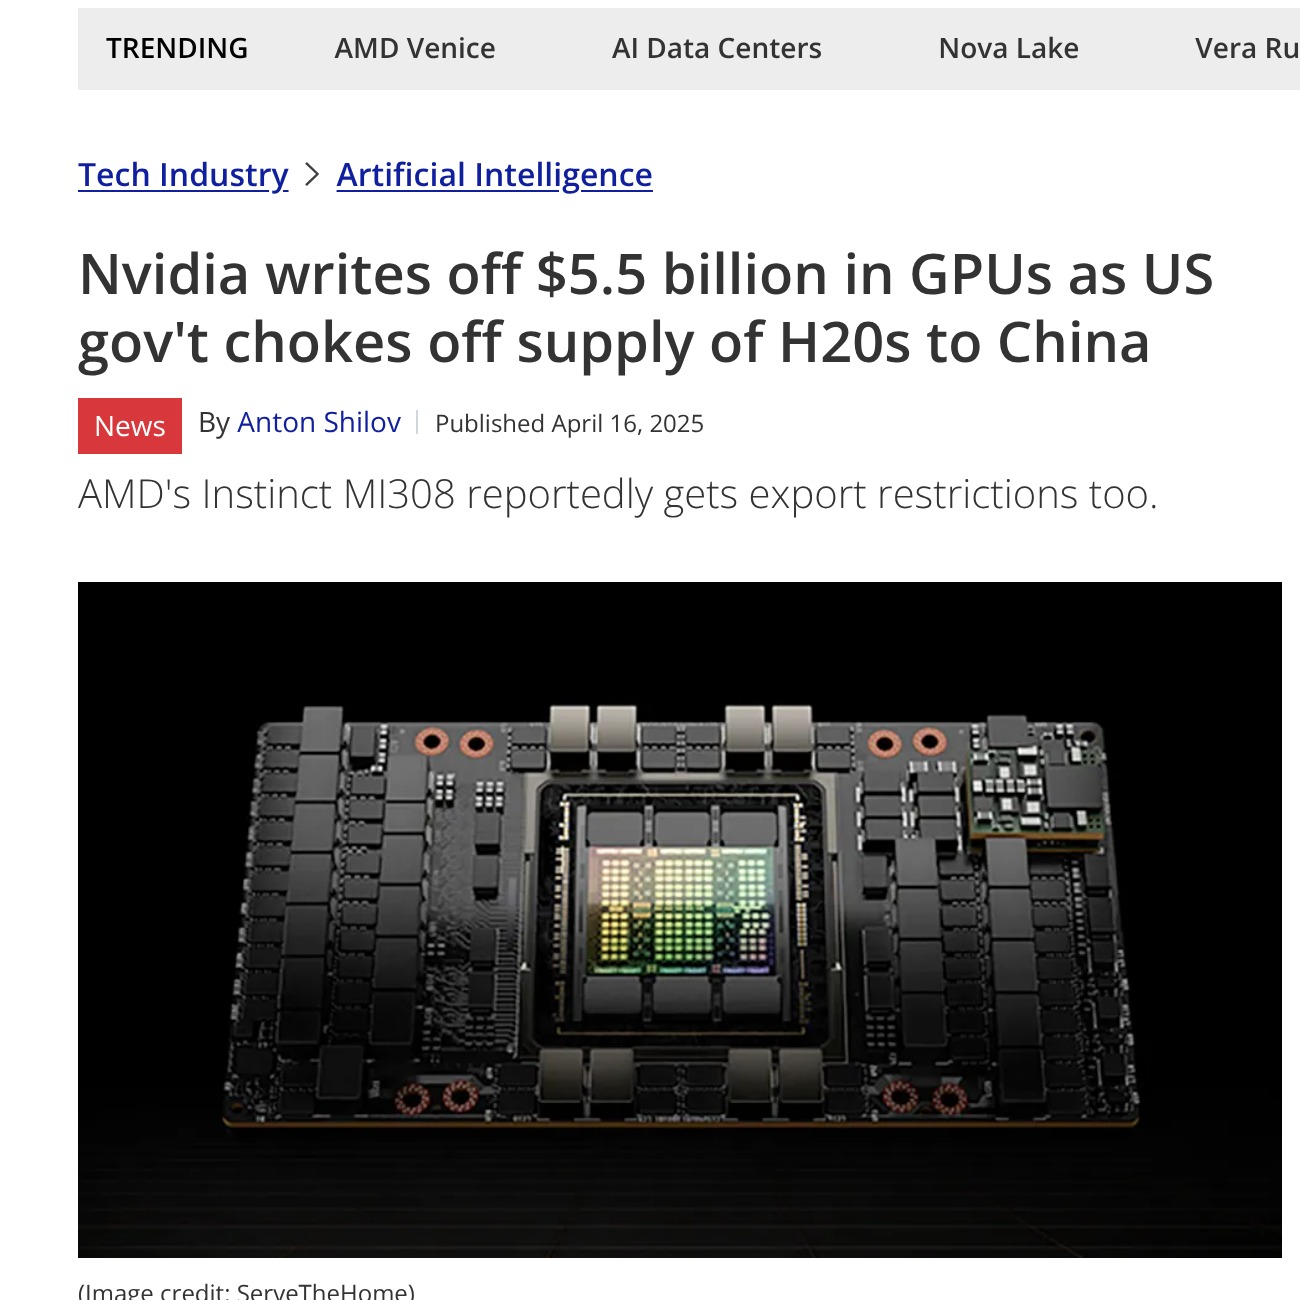 TRENDING AMD Venice AI Data Centers Nova Lake Vera Ru
Tech Industry > Artificial Intelligence
Nvidia writes off $5.5 billion in GPUs as US
gov't chokes off supply of H20s to China
News By Anton Shilov | Published April 16, 2025
AMD's Instinct MI308 reportedly gets export restrictions too.
(Image credit: ServeTheHome)